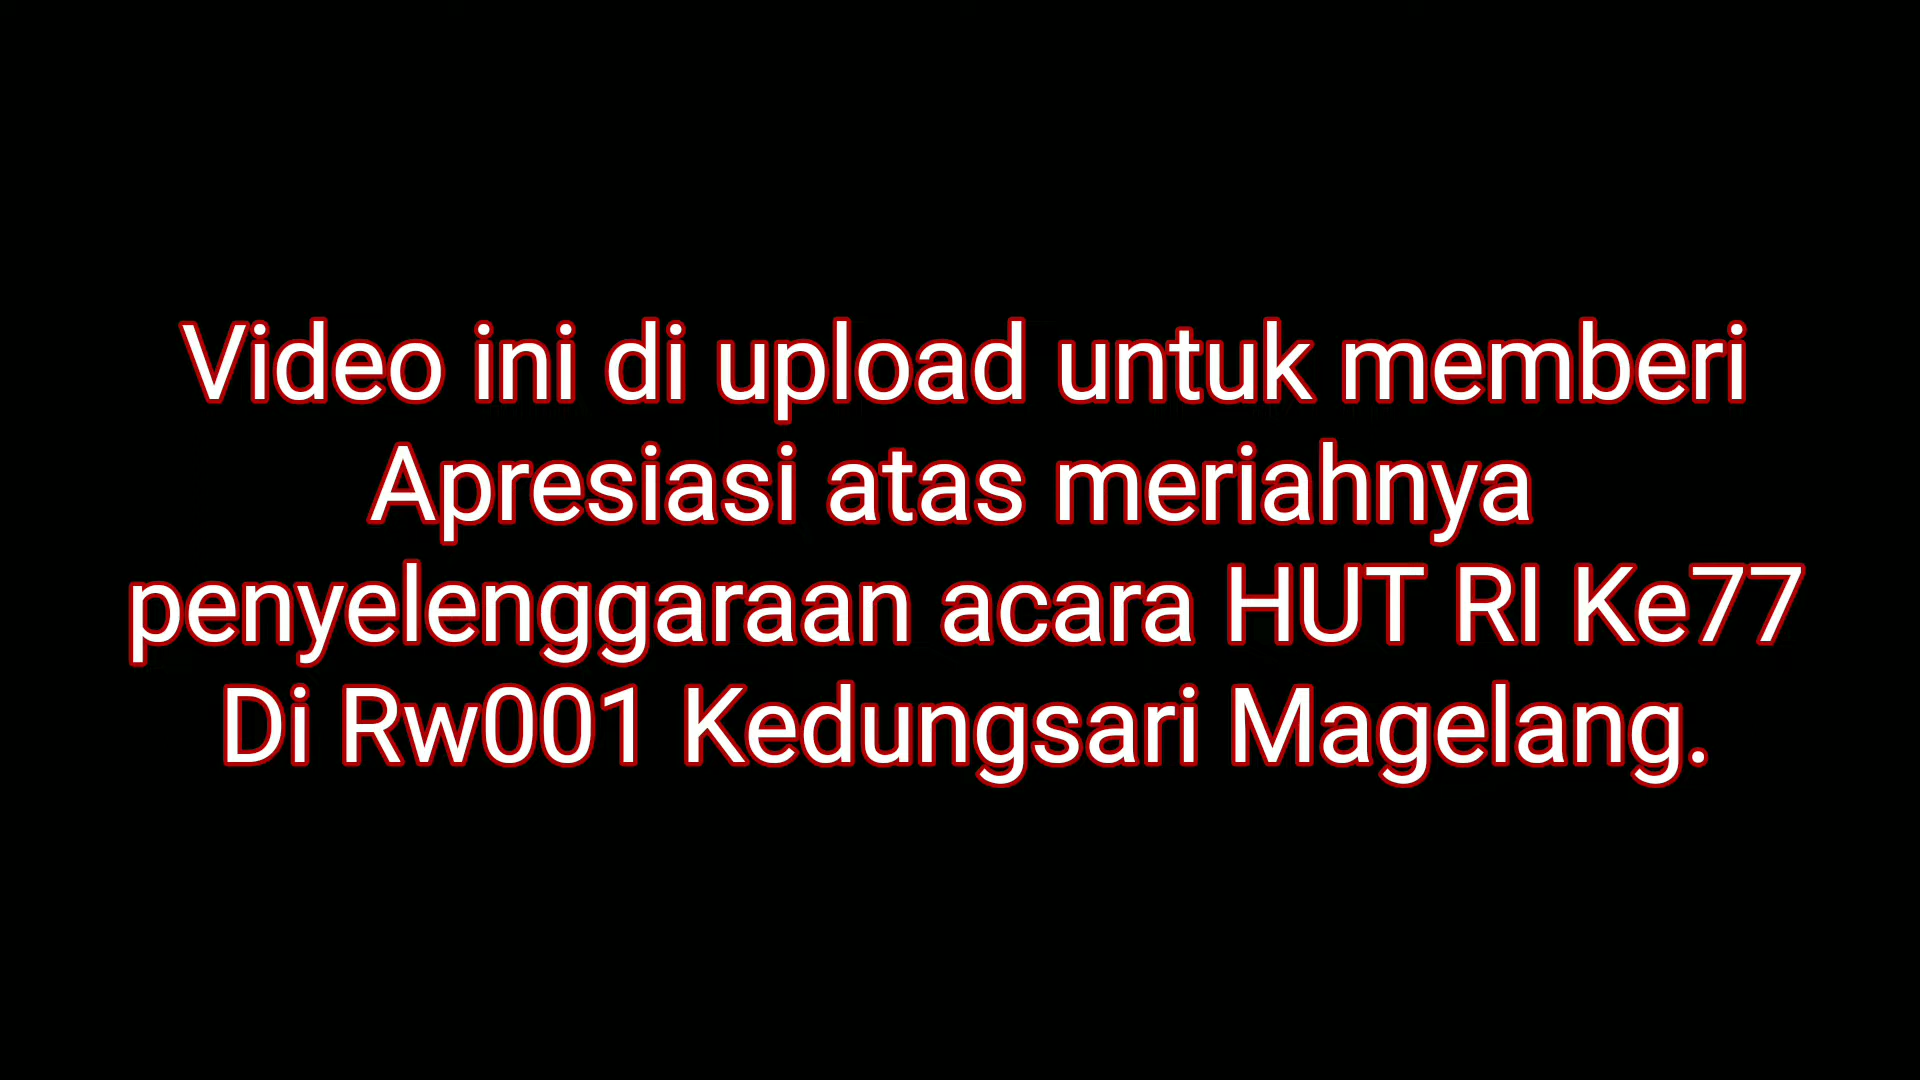 Video ini di upload untuk memberi
Apresiasi atas meriahnya
penyelenggaraan acara HUT RI Ke77
Di Rw001 Kedungsari Magelang.